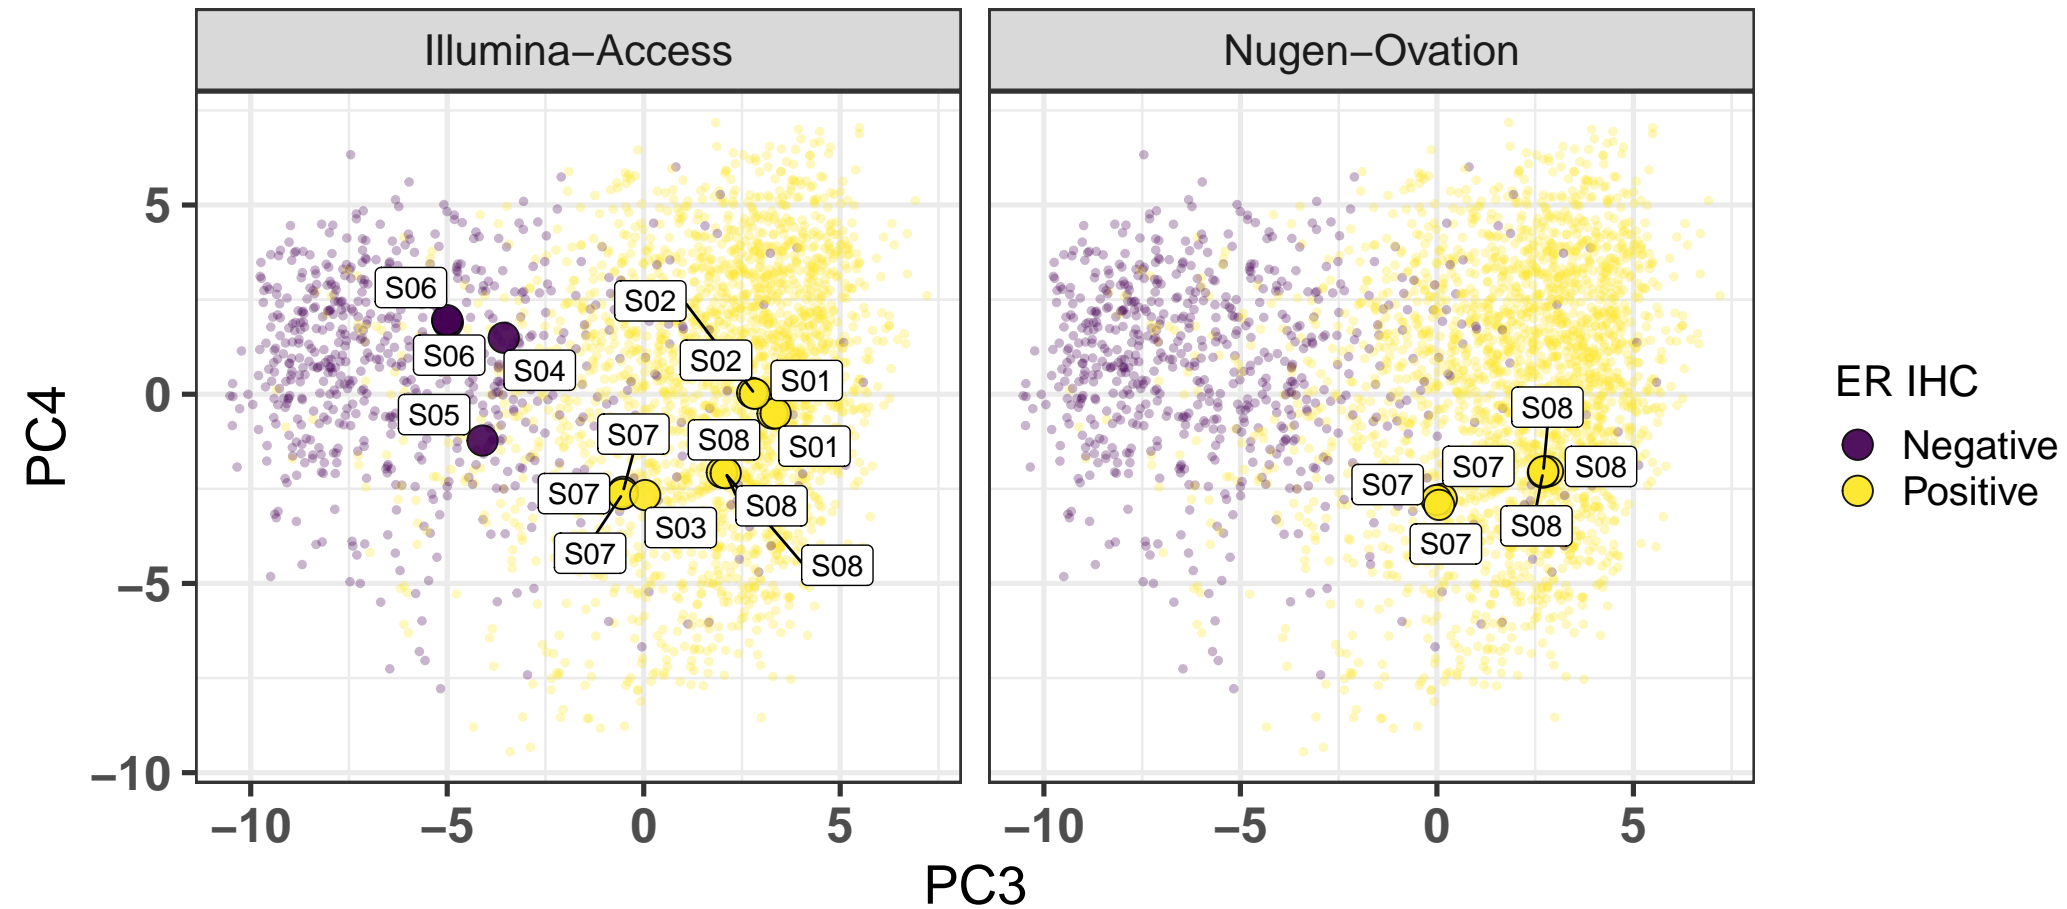 Illumina−Access
Nugen−Ovation
PC4
5
0
−5
−10
S06
S06
S04
S05
S02
S02
S01
S01
S07
S08
S07
S08
S03
S07
S08
S08
S07
S08
S07
S08
S07
ER IHC
Negative
Positive
−10
−5
0
5
−10
−5
0
5
PC3